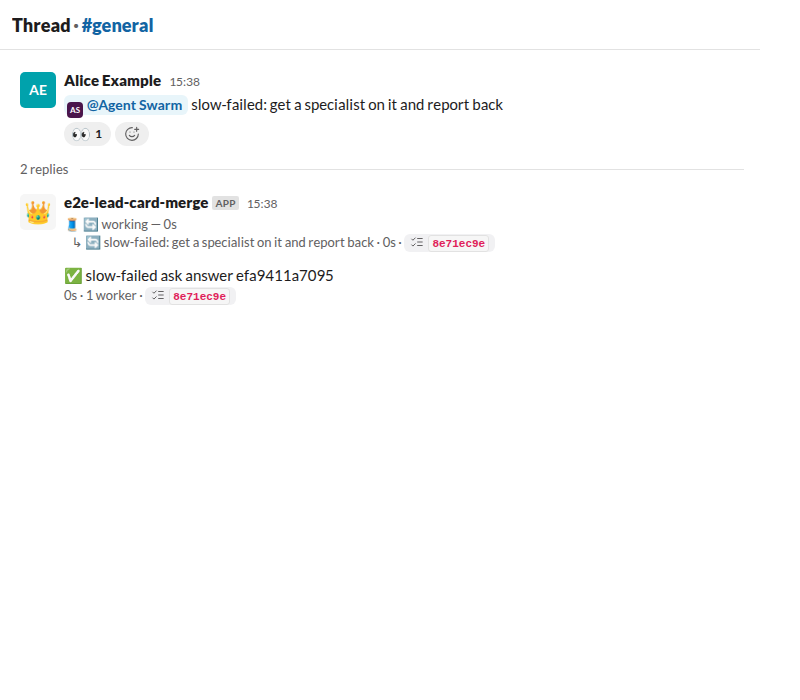 Thread • #general
AE
Alice Example 15:38
AS @Agent Swarm slow-failed: get a specialist on it and report back
👀 1
2 replies
e2e-lead-card-merge APP 15:38
🧵 🔄 working — 0s
↳ 🔄 slow-failed: get a specialist on it and report back · 0s · 8e71ec9e
✅ slow-failed ask answer efa9411a7095
0s · 1 worker · 8e71ec9e